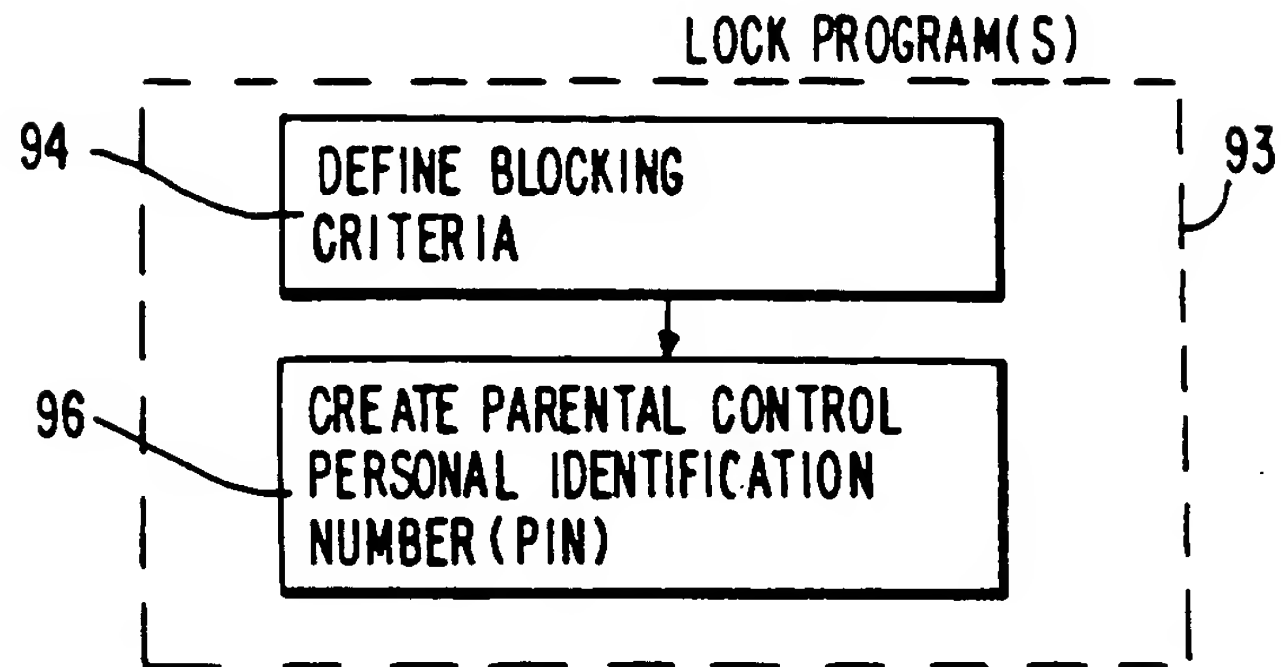 LOCK PROGRAM(S)
94
93
DEFINE BLOCKING
CRITERIA
96
CREATE PARENTAL CONTROL
PERSONAL IDENTIFICATION
NUMBER (PIN)